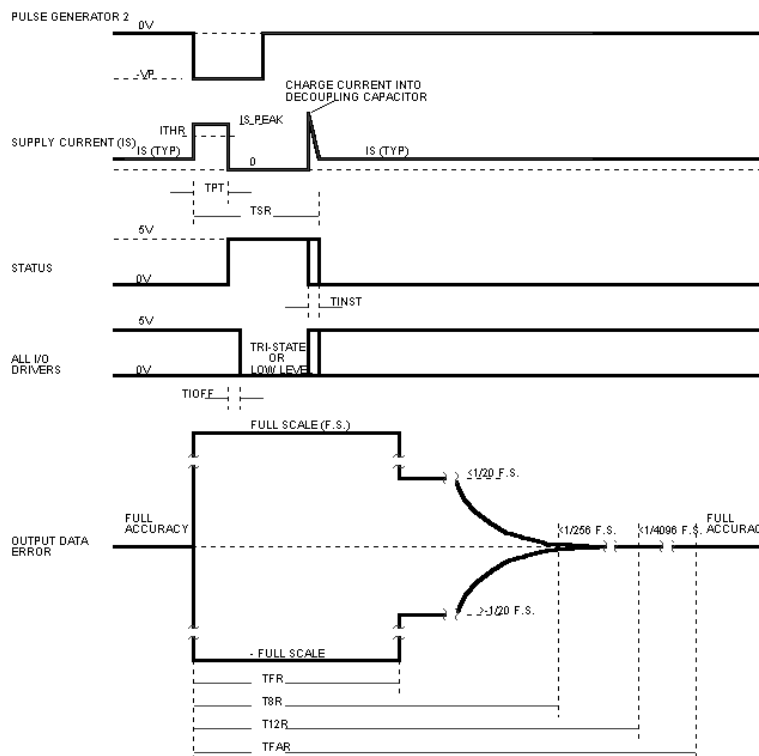 PULSE GENERATOR 2
0V
-VP
CHARGE CURRENT INTO
DECOUPLING CAPACITOR
IS PEAK
ITHR
SUPPLY CURRENT (IS)
IS (TYP)
0
IS (TYP)
TPT
TSR
5V
STATUS
0V
TINST
5V
TRI-STATE
OR
LOW LEVEL
ALL I/O
DRIVERS
0V
TIOFF
FULL SCALE (F.S.)
<1/20 F.S.
FULL
ACCURACY
<1/256 F.S.
<1/4096 F.S.
FULL
ACCURAC
OUTPUT DATA
ERROR
>-1/20 F.S.
- FULL SCALE
TFR
T8R
T12R
TFAR